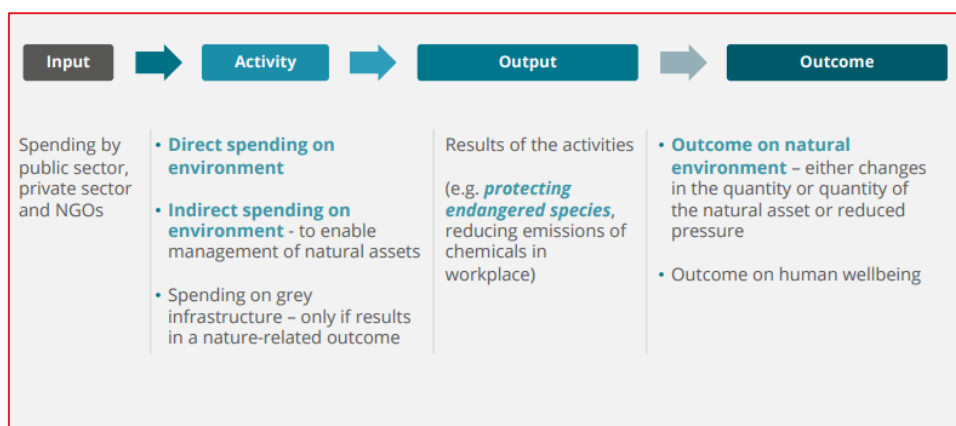 Input
Activity
Output
Outcome
Spending by
public sector,
private sector
and NGOs
• Direct spending on
environment
• Indirect spending on
environment - to enable
management of natural assets
• Spending on grey
infrastructure – only if results
in a nature-related outcome
Results of the activities
(e.g. protecting
endangered species,
reducing emissions of
chemicals in
workplace)
• Outcome on natural
environment – either changes
in the quantity or quantity of
the natural asset or reduced
pressure
• Outcome on human wellbeing